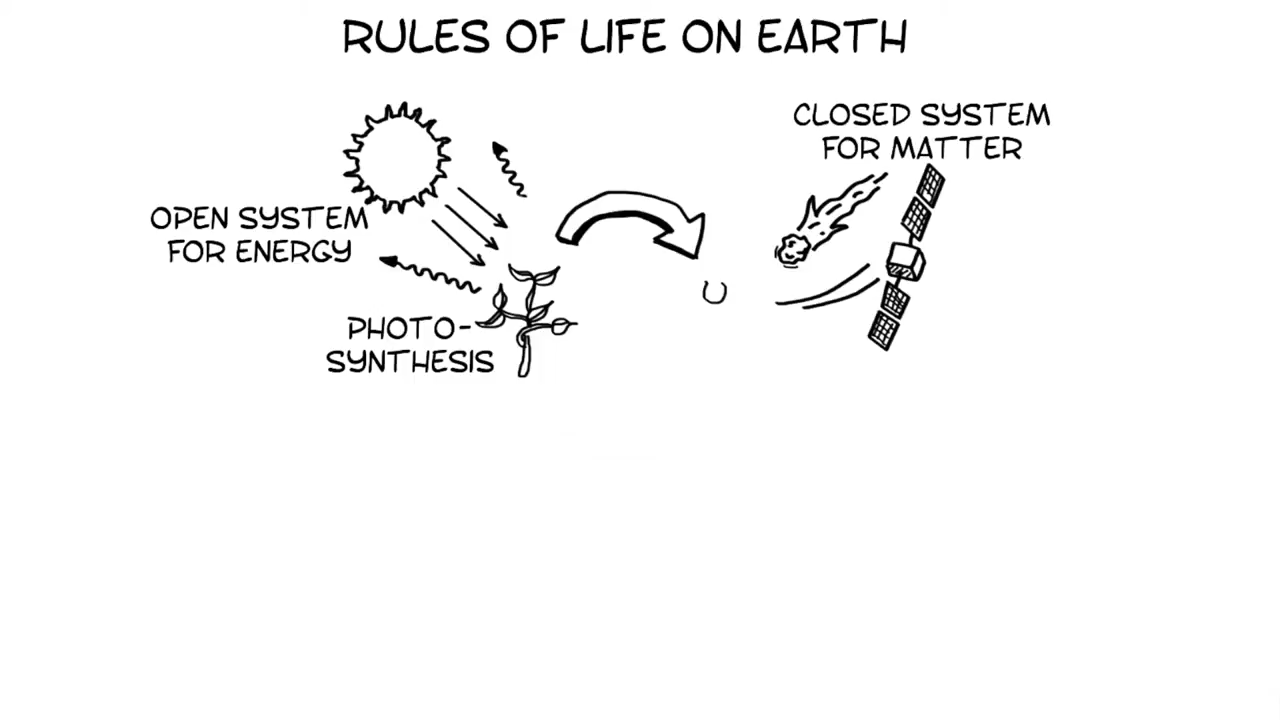 RULES OF LIFE ON EARTH
CLOSED SYSTEM
FOR MATTER
OPEN SYSTEM
FOR ENERGY
PHOTO-
SYNTHESIS